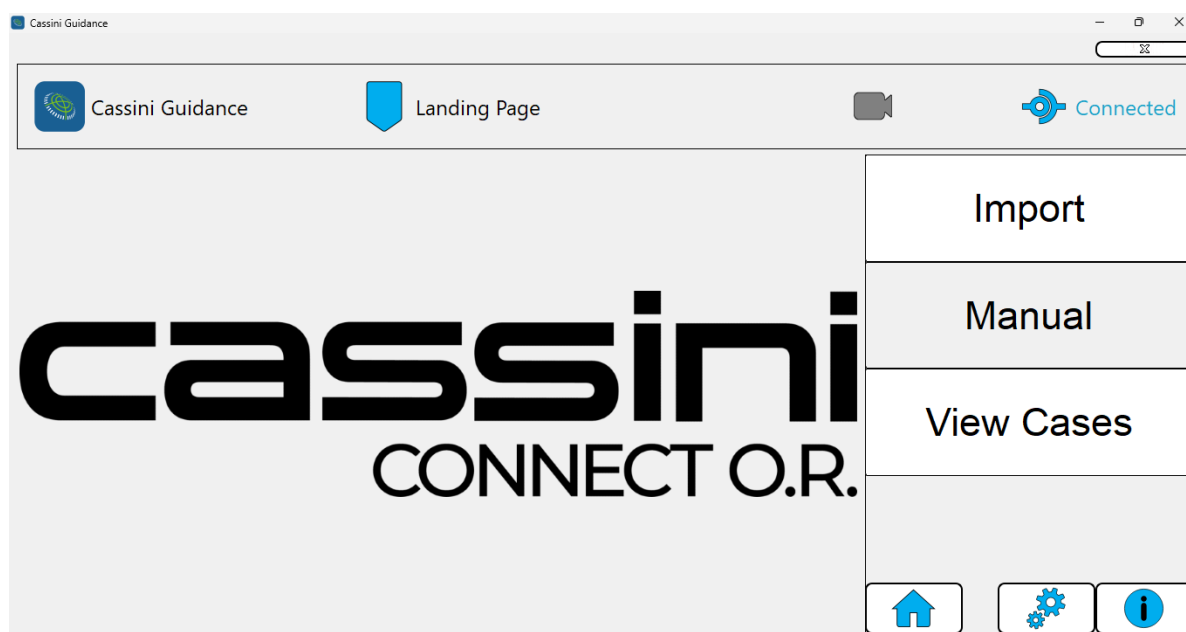 Cassini Guidance
Cassini Guidance
Landing Page
Connected
Import
Manual
View Cases
cassini
CONNECT O.R.